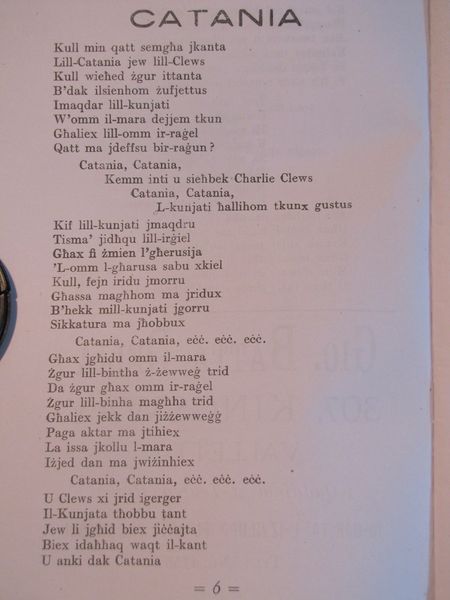 CATANIA
Kull min qatt semgħa jkanta
Lill-Catania jew lill-Clews
Kull wieħed żgur ittanta
B'dak ilsienhom żufjettus
Imaqdar lill-kunjati
W'omm il-mara dejjem tkun
Għaliex lill-omm ir-raġel
Qatt ma jdeffsu bir-raġun?
Catania, Catania,
Kemm inti u sieħbek Charlie Clews
Catania, Catania,
L-kunjati ħallihom tkunx gustus
Kif lill-kunjati jmaqdru
Tisma' jidħqu lill-irġiel
Għax fi żmien l'għerusija
'L-omm l-għarusa sabu xkiel
Kull, fejn iridu jmorru
Għassa magħhom ma jridux
B'hekk mill-kunjati jgorru
Sikkatura ma jħobbux
Catania, Catania, eċċ. eċċ. eċċ.
Għax jgħidu omm il-mara
Żgur lill-bintha ż-żewweġ trid
Da żgur għax omm ir-raġel
Żgur lill-binha magħha trid
Għaliex jekk dan jiżżewweġġ
Paga aktar ma jtihiex
La issa jkollu l-mara
Iżjed dan ma jwiżinhiex
Catania, Catania, eċċ. eċċ. eċċ.
U Clews xi jrid igerger
Il-Kunjata tħobbu tant
Jew li jgħid biex jiċċajta
Biex idaħħaq waqt il-kant
U anki dak Catania
= 6 =